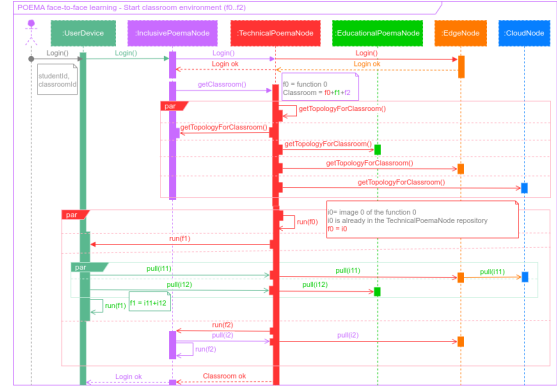 POEMA face-to-face learning - Start classroom environment (f0..f2)
:UserDevice
:InclusivePoemaNode
:TechnicalPoemaNode
:EducationalPoemaNode
:EdgeNode
:CloudNode
Login()
Login()
Login()
Login()
Login ok
Login ok
studentId,
classroomId
getClassroom()
f0 = function 0
Classroom = f0+f1+f2
par
getTopologyForClassroom()
getTopologyForClassroom()
getTopologyForClassroom()
getTopologyForClassroom()
getTopologyForClassroom()
par
run(f0)
i0= image 0 of the function 0
i0 is already in the TechnicalPoemaNode repository
f0 = i0
run(f1)
par
pull(i11)
pull(i11)
pull(i11)
pull(i12)
pull(i12)
run(f1)
f1 = i11+i12
run(f2)
pull(i2)
pull(i2)
run(f2)
Login ok
Classroom ok